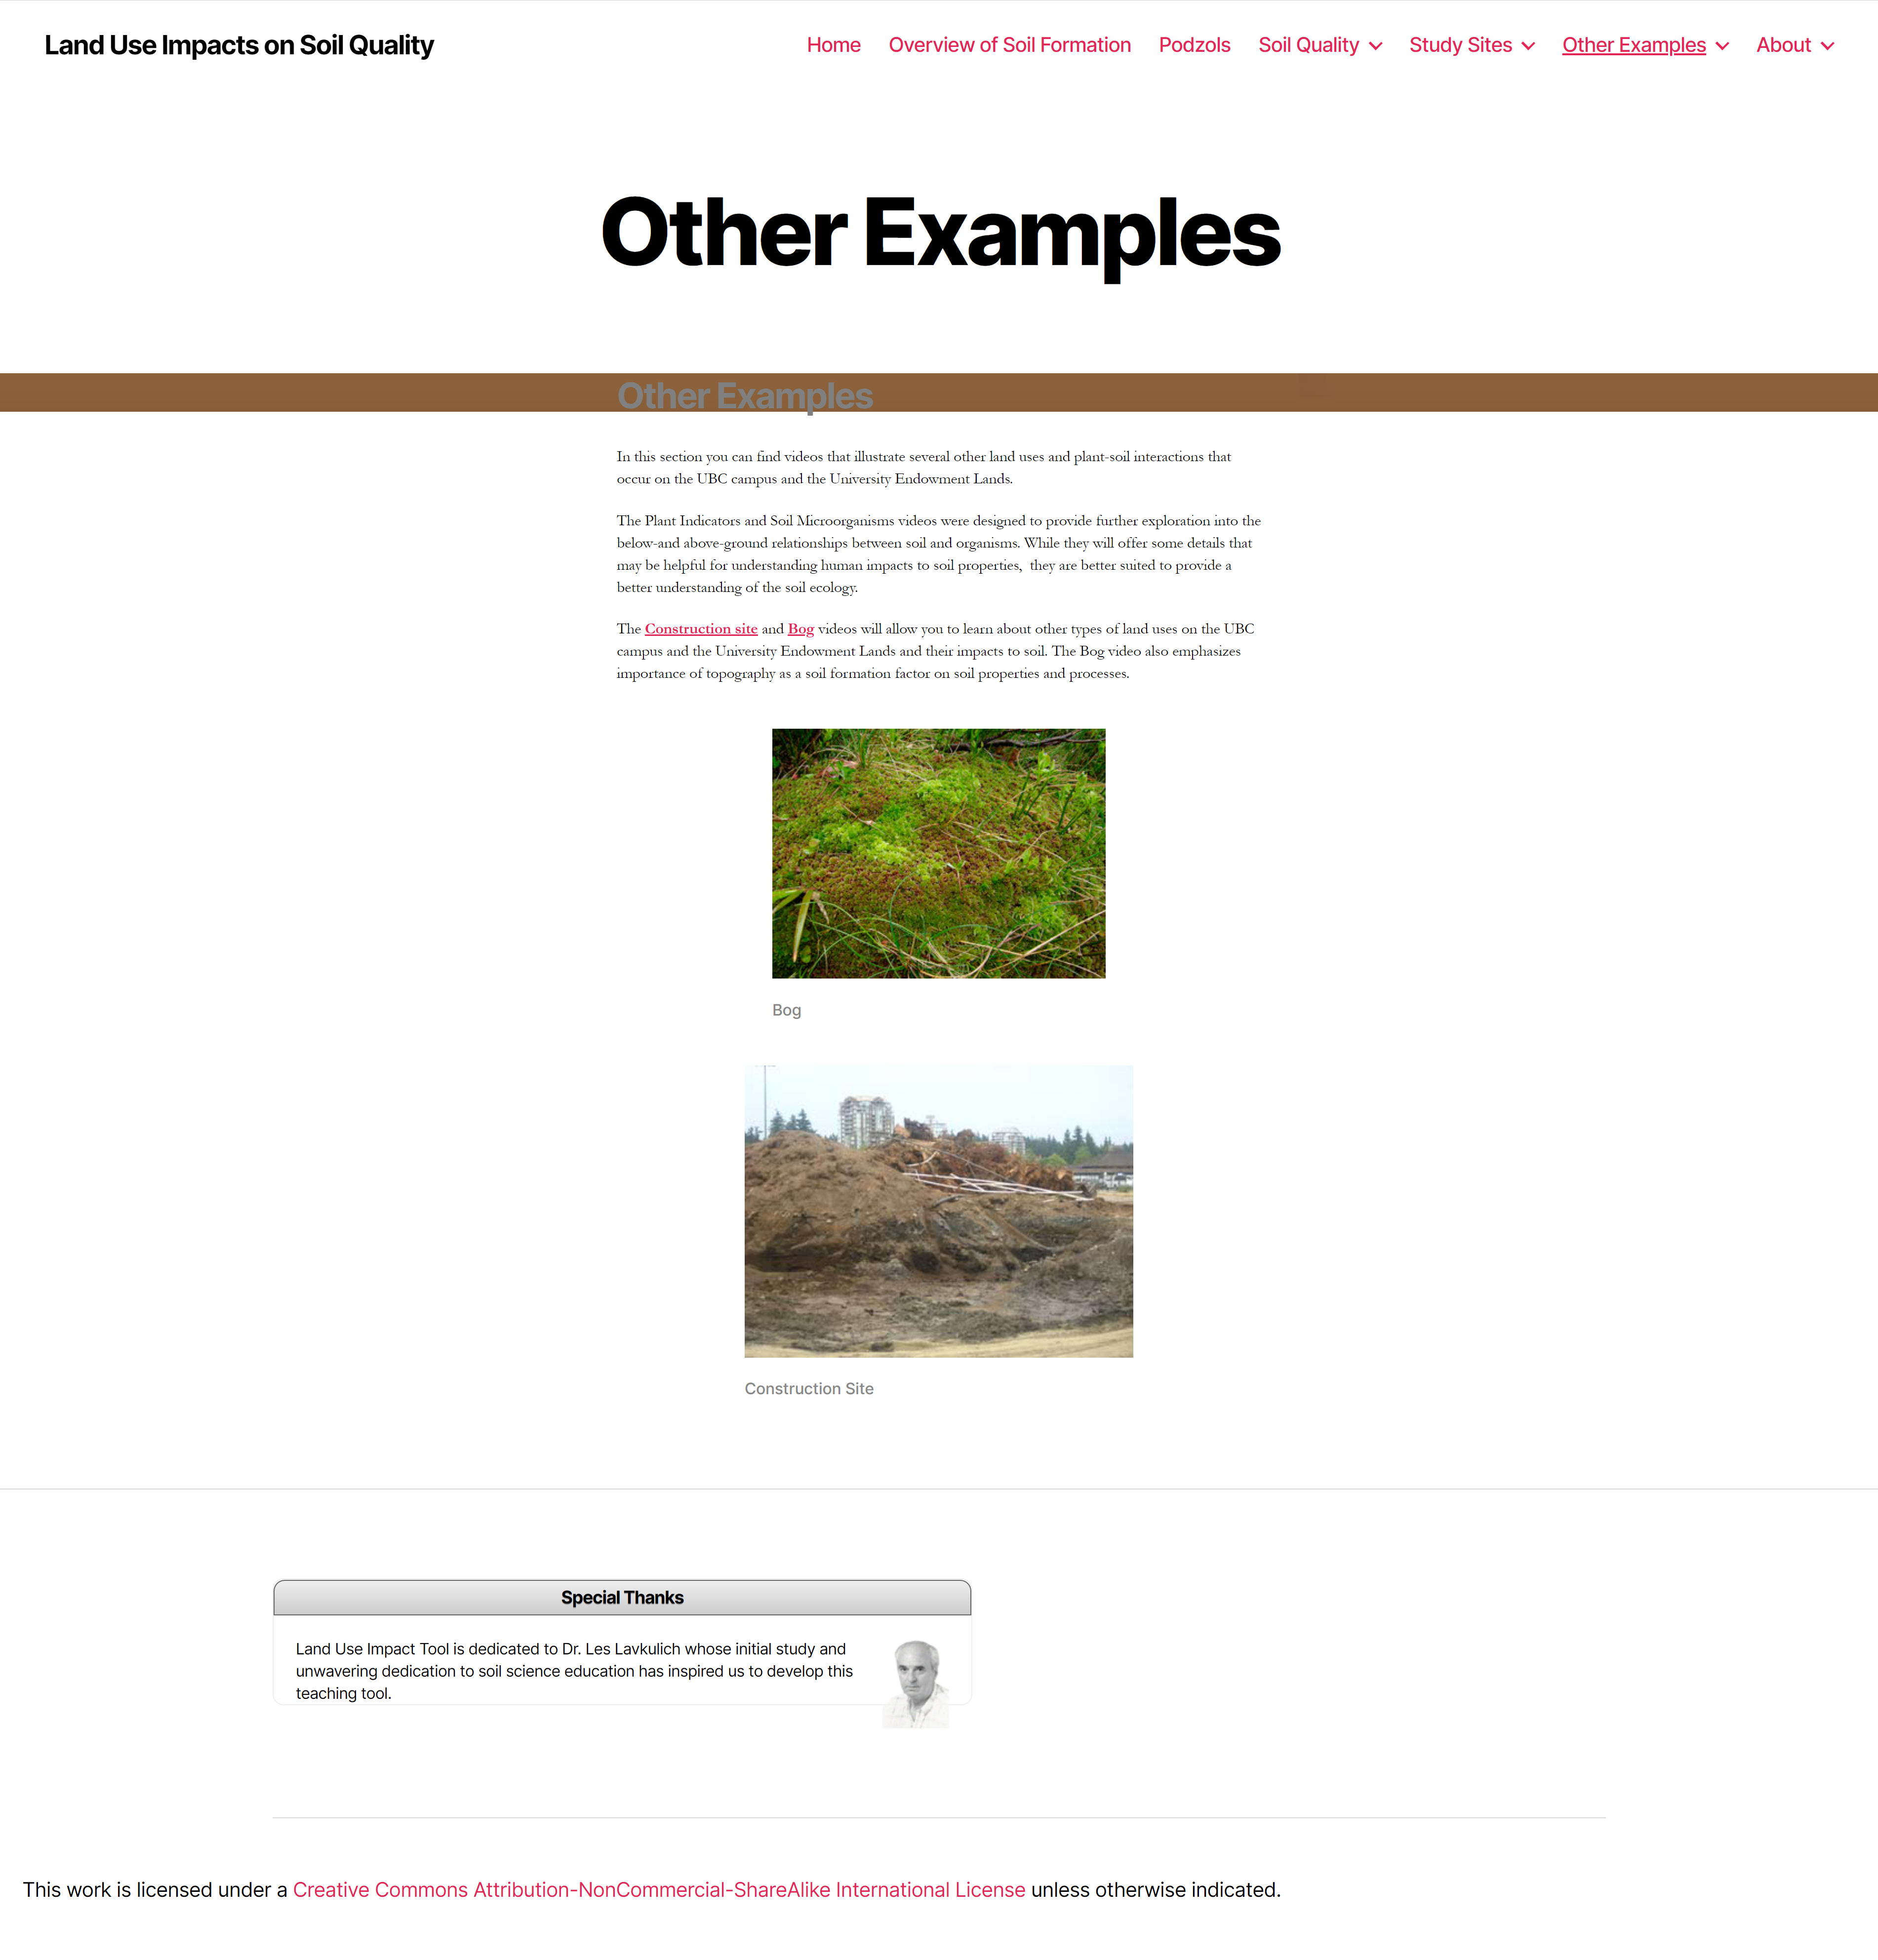 Land Use Impacts on Soil Quality
Home Overview of Soil Formation Podzols Soil Quality Study Sites Other Examples About
Other Examples
Other Examples
In this section you can find videos that illustrate several other land uses and plant-soil interactions that
occur on the UBC campus and the University Endowment Lands.
The Plant Indicators and Soil Microorganisms videos were designed to provide further exploration into the
below-and above-ground relationships between soil and organisms. While they will offer some details that
may be helpful for understanding human impacts to soil properties,  they are better suited to provide a
better understanding of the soil ecology.
The Construction site and Bog videos will allow you to learn about other types of land uses on the UBC
campus and the University Endowment Lands and their impacts to soil. The Bog video also emphasizes
importance of topography as a soil formation factor on soil properties and processes.
Bog
Construction Site
Special Thanks
Land Use Impact Tool is dedicated to Dr. Les Lavkulich whose initial study and
unwavering dedication to soil science education has inspired us to develop this
teaching tool.
This work is licensed under a Creative Commons Attribution-NonCommercial-ShareAlike International License unless otherwise indicated.